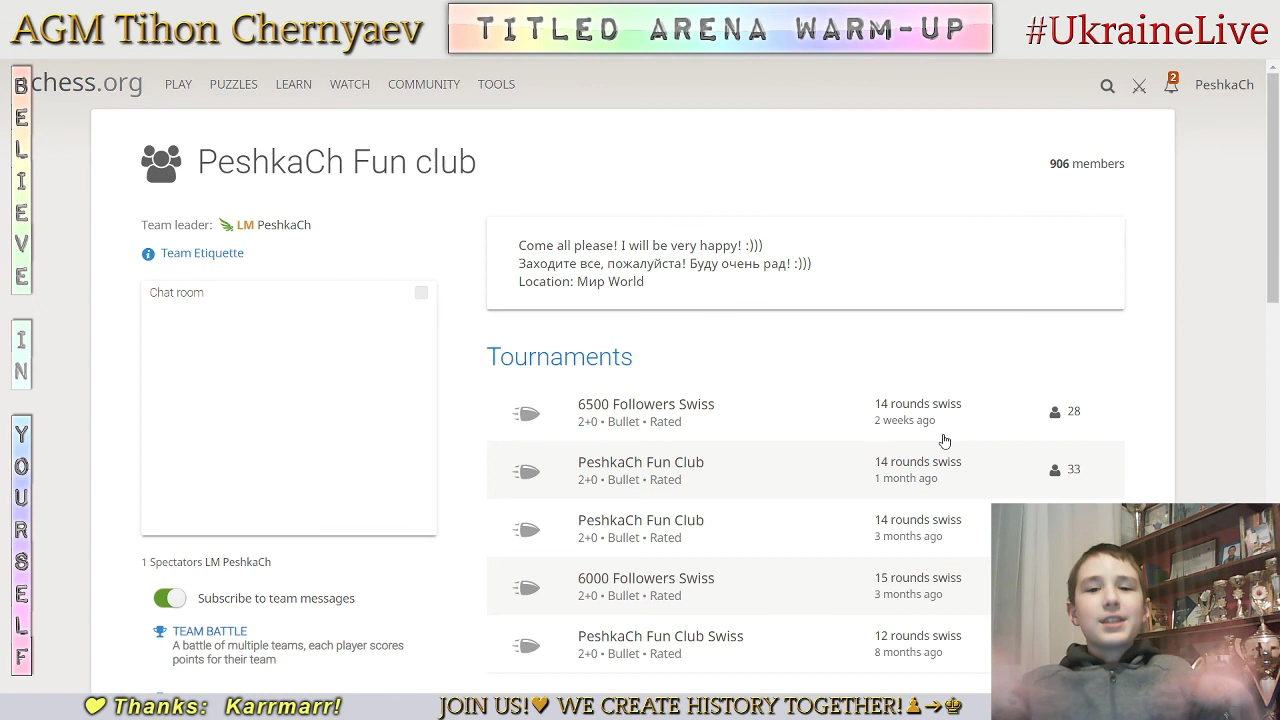 AGM Tihon Chernyaev
TITLED ARENA WARM-UP
#UkraineLive
BELIEVE
IN
YOURSELF
chess.org
PLAY
PUZZLES
LEARN
WATCH
COMMUNITY
TOOLS
2
PeshkaCh
PeshkaCh Fun club
906 members
Team leader: LM PeshkaCh
Team Etiquette
Chat room
1 Spectators LM PeshkaCh
Subscribe to team messages
TEAM BATTLE
A battle of multiple teams, each player scores
points for their team
Come all please! I will be very happy! :)))
Заходите все, пожалуйста! Буду очень рад! :)))
Location: Мир World
Tournaments
6500 Followers Swiss
2+0 • Bullet • Rated
14 rounds swiss
2 weeks ago
28
PeshkaCh Fun Club
2+0 • Bullet • Rated
14 rounds swiss
1 month ago
33
PeshkaCh Fun Club
2+0 • Bullet • Rated
14 rounds swiss
3 months ago
6000 Followers Swiss
2+0 • Bullet • Rated
15 rounds swiss
3 months ago
PeshkaCh Fun Club Swiss
2+0 • Bullet • Rated
12 rounds swiss
8 months ago
Thanks: Karrmarr!
JOIN US!🧡 WE CREATE HISTORY TOGETHER!♟→♚